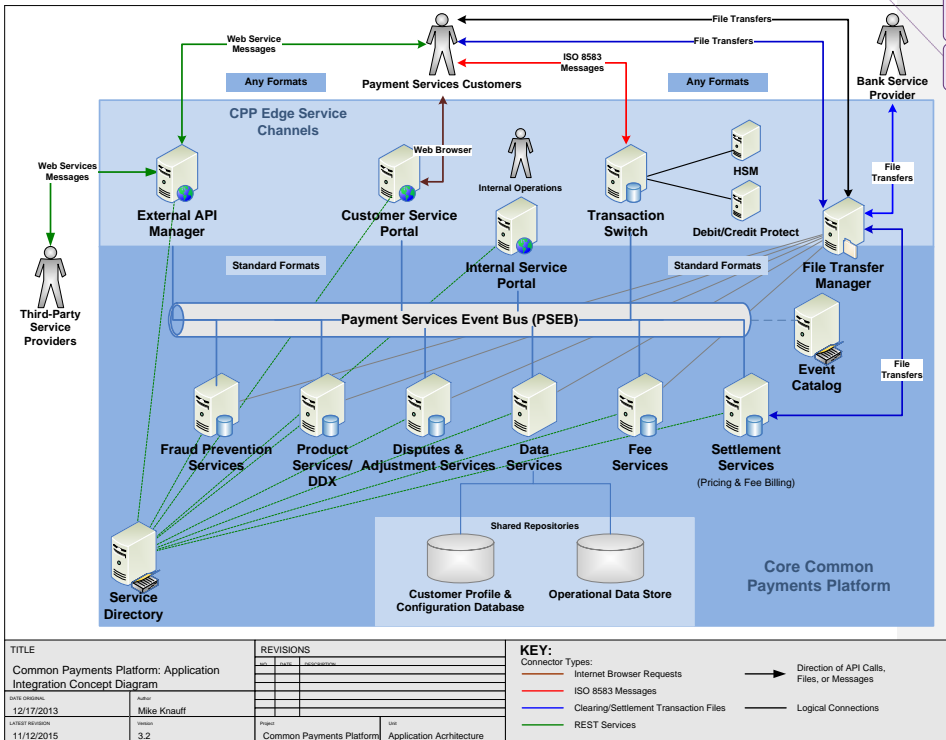 File Transfers
Web Service
Messages
File Transfers
ISO 8583
Messages
Any Formats
Payment Services Customers
Any Formats
Bank Service
Provider
CPP Edge Service
Channels
Web Browser
Internal Operations
HSM
File
Transfers
Web Services
Messages
External API
Manager
Customer Service
Portal
Transaction
Switch
Debit/Credit Protect
Standard Formats
Internal Service
Portal
Standard Formats
File Transfer
Manager
Third-Party
Service
Providers
Payment Services Event Bus (PSEB)
Event
Catalog
File
Transfers
Fraud Prevention
Services
Product
Services/
DDX
Disputes &
Adjustment Services
Data
Services
Fee
Services
Settlement
Services
(Pricing & Fee Billing)
Shared Repositories
Customer Profile &
Configuration Database
Operational Data Store
Core Common
Payments Platform
Service
Directory
TITLE
Common Payments Platform: Application
Integration Concept Diagram
DATE ORIGINAL
12/17/2013
Author
Mike Knauff
LATEST REVISION
11/12/2015
Version
3.2
REVISIONS
NO. DATE DESCRIPTION
Project
Common Payments Platform
Unit
Application Acrhitecture
KEY:
Connector Types:
Internet Browser Requests
ISO 8583 Messages
Clearing/Settlement Transaction Files
REST Services
Direction of API Calls,
Files, or Messages
Logical Connections